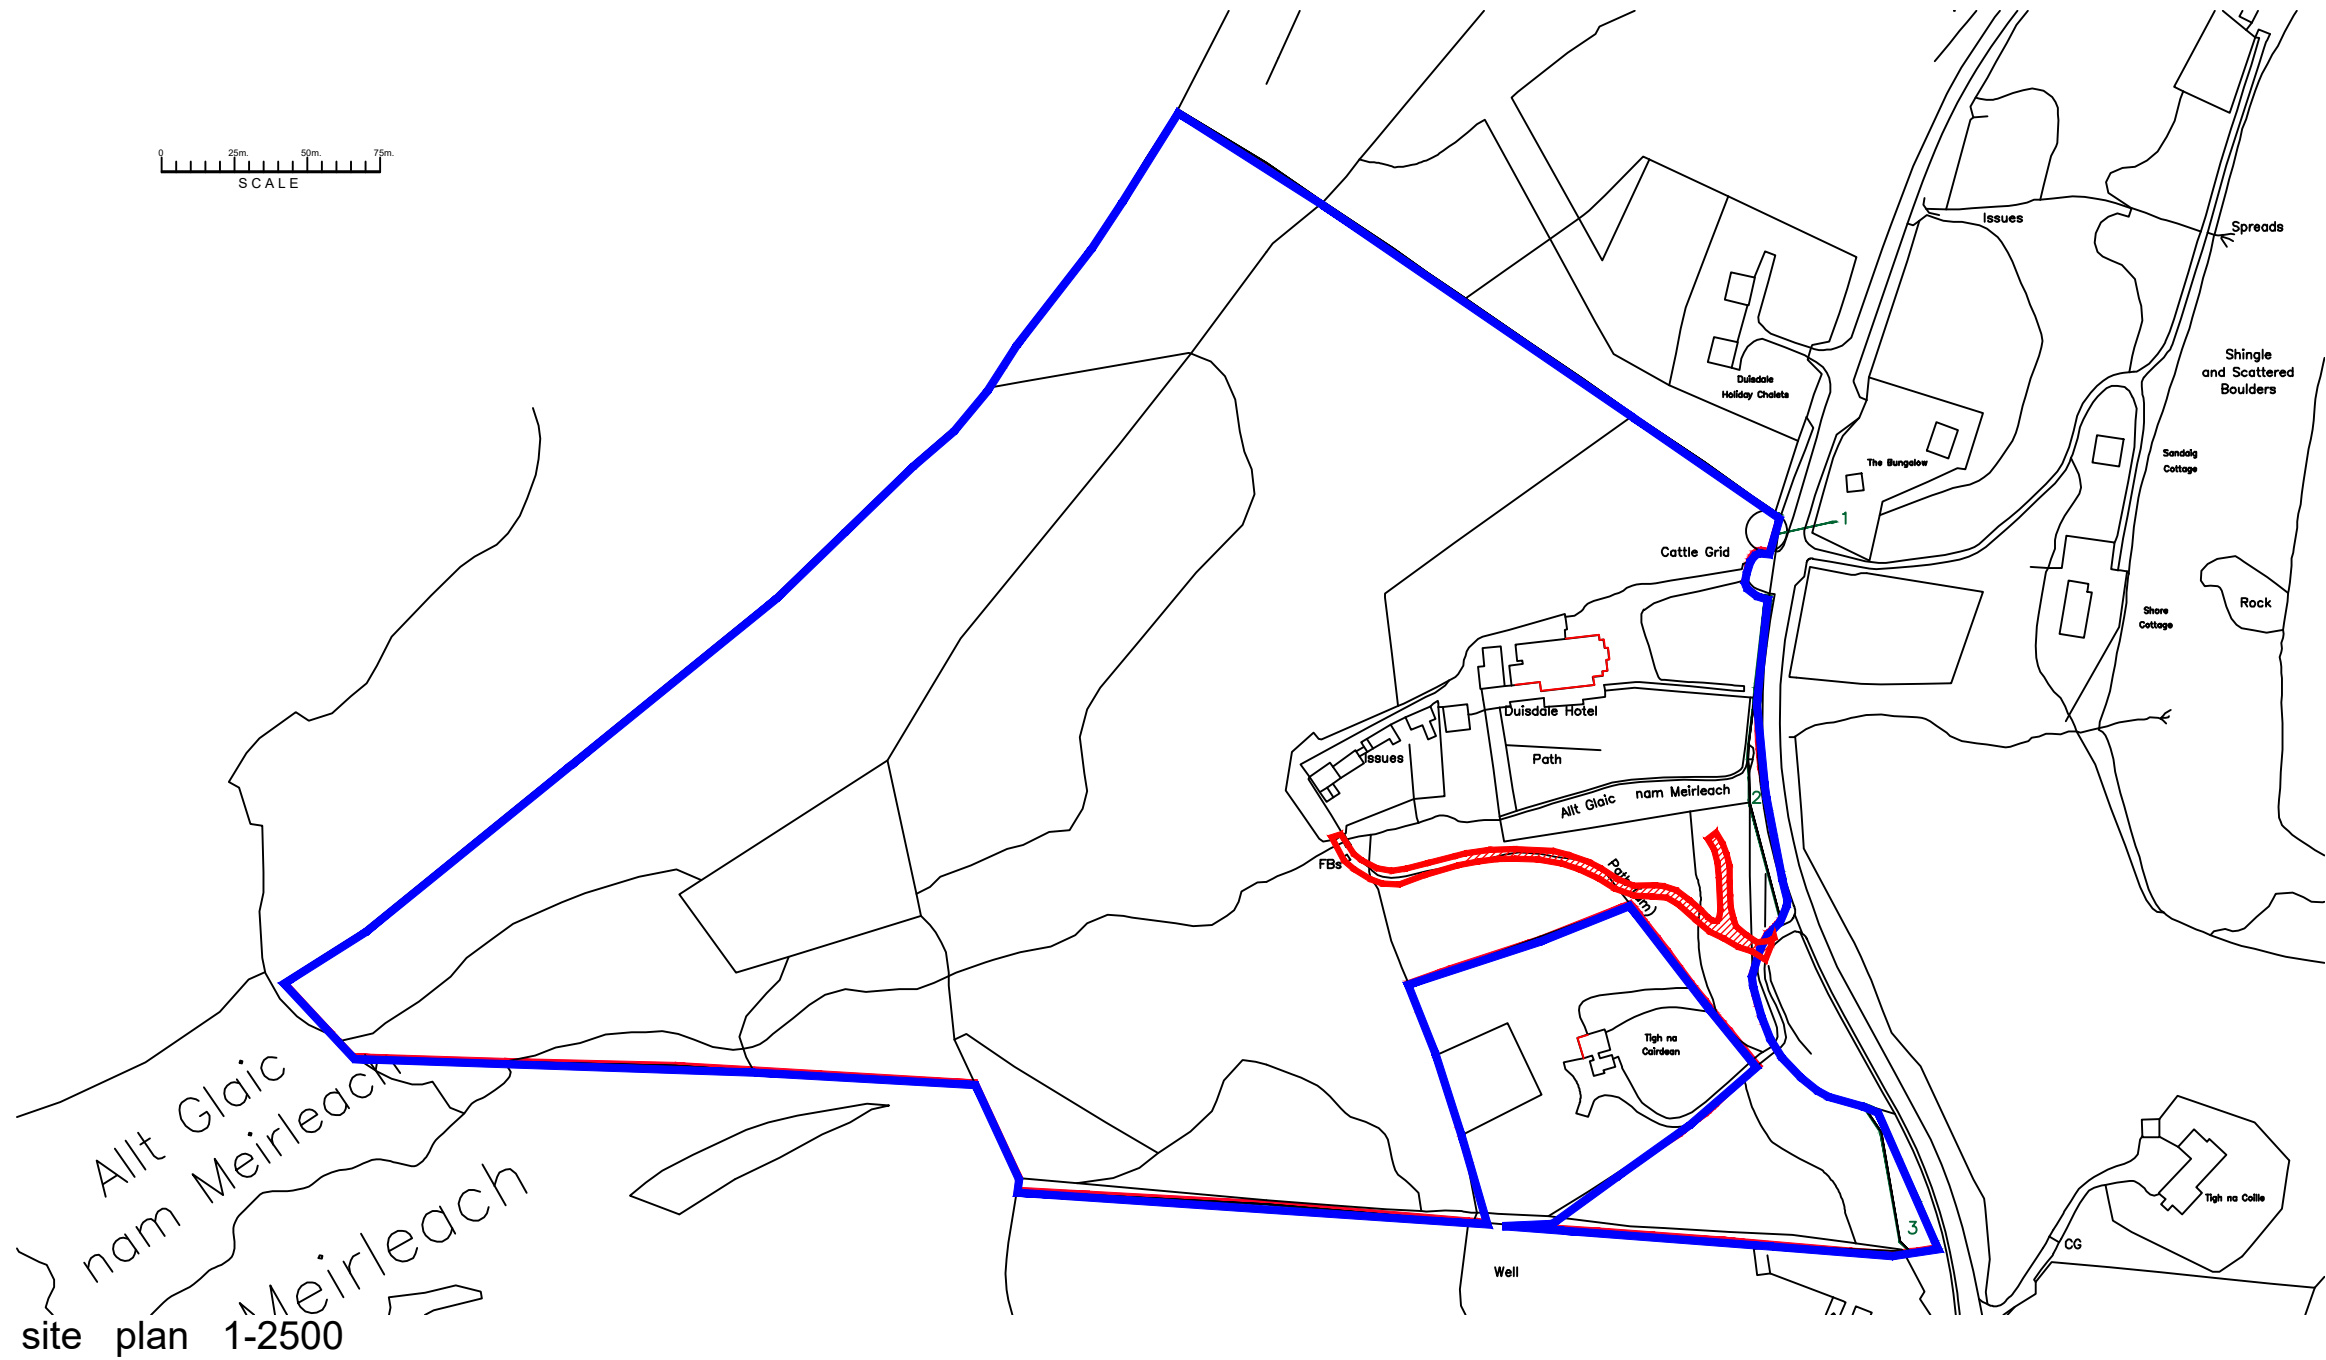 0 25m. 50m. 75m.
SCALE
Issues
Spreads
Shingle
and Scattered
Boulders
Duisdale
Holiday Chalets
The Bungalow
Sandaig
Cottage
1
Cattle Grid
Rock
Shore
Cottage
Duisdale Hotel
Issues
Path
Allt Glaic nam Meirleach
2
FBs
Path
m)
Tigh na
Cairdean
Allt Glaic
nam Meirleach
Meirleach
Tigh na Coille
3
CG
Well
site plan 1-2500